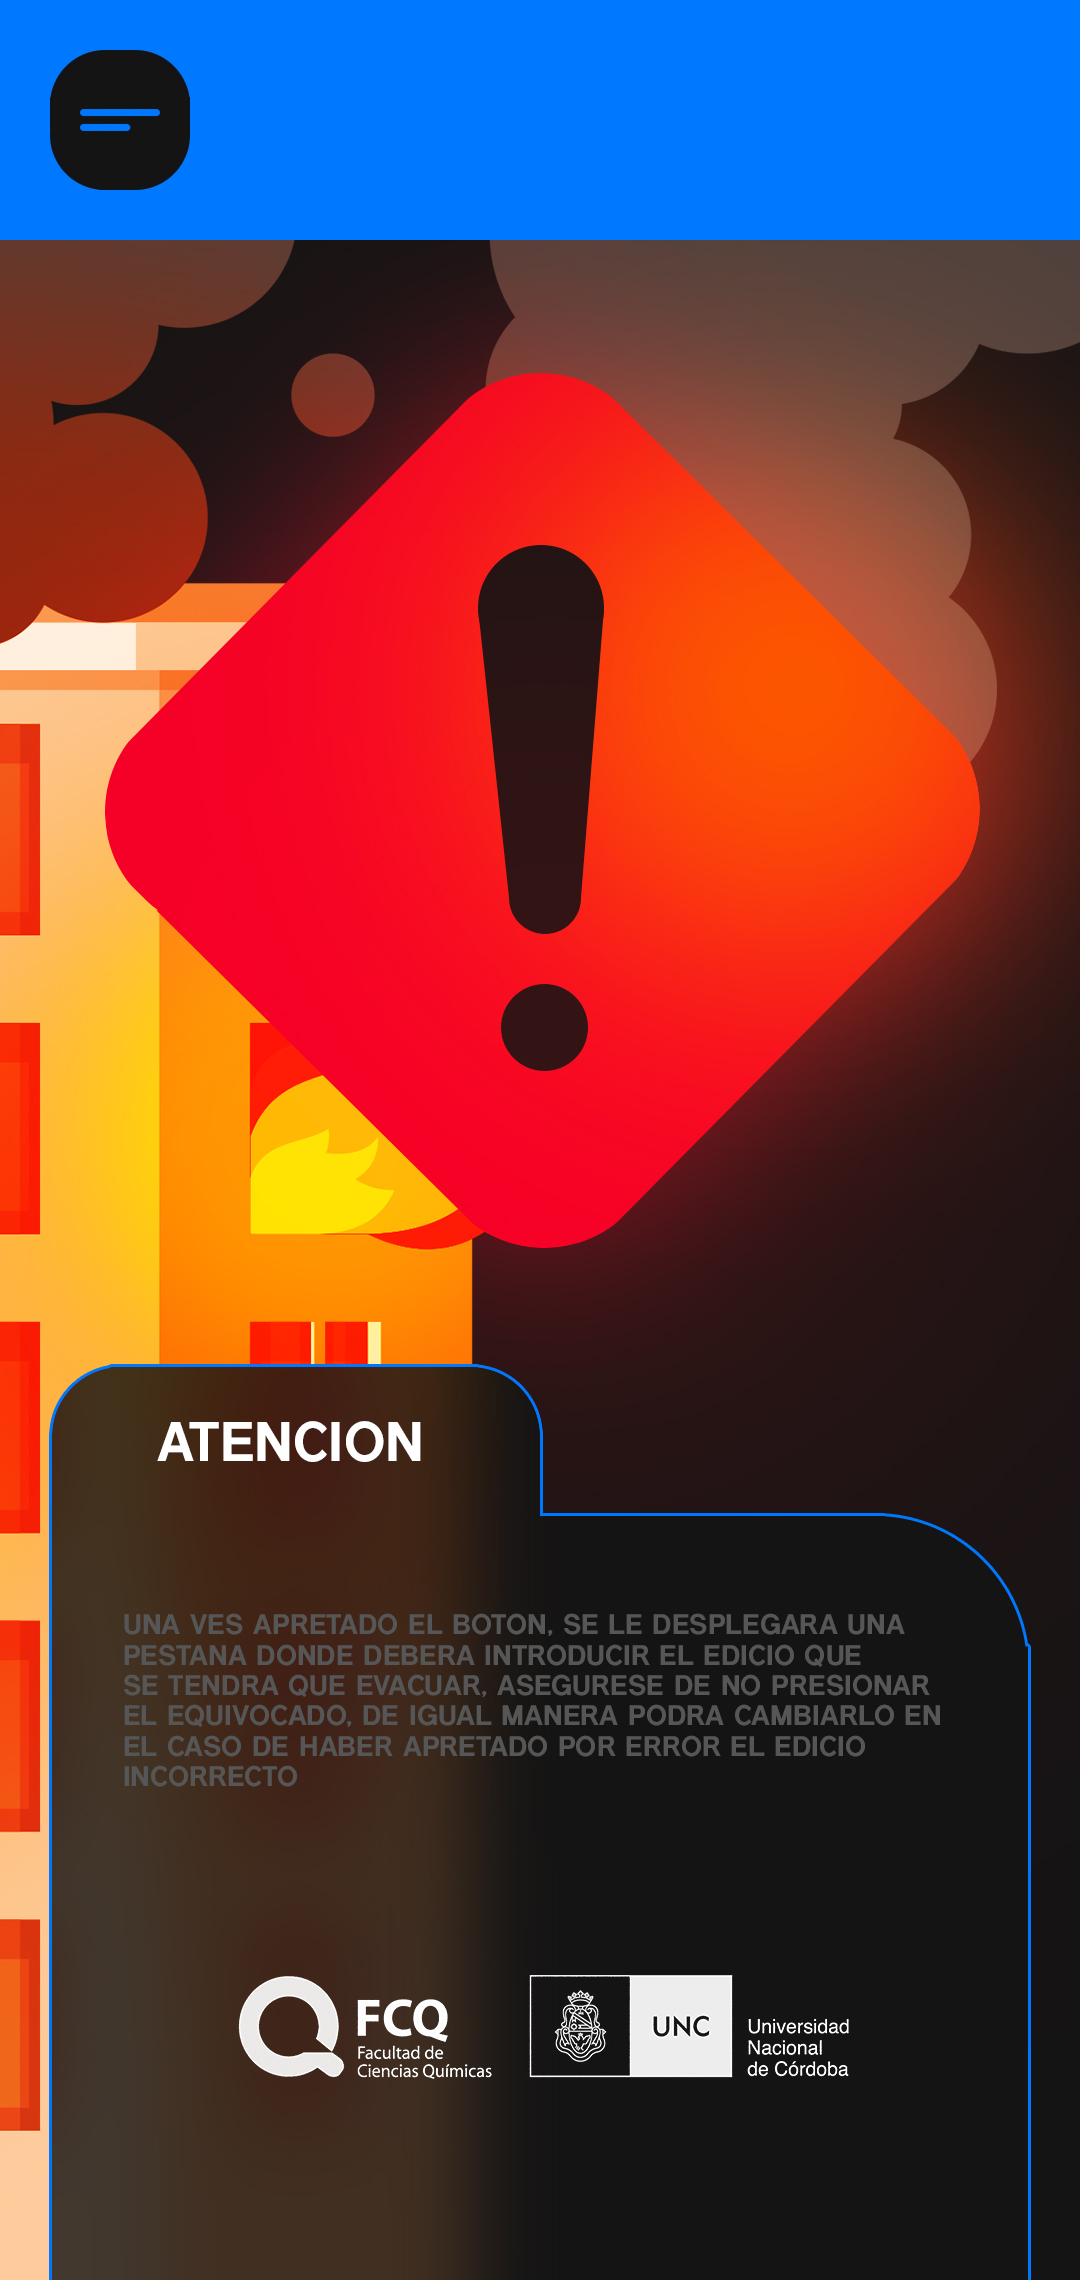 ATENCION
UNA VES APRETADO EL BOTON, SE LE DESPLEGARA UNA
PESTANA DONDE DEBERA INTRODUCIR EL EDICIO QUE
SE TENDRA QUE EVACUAR, ASEGURESE DE NO PRESIONAR
EL EQUIVOCADO, DE IGUAL MANERA PODRA CAMBIARLO EN
EL CASO DE HABER APRETADO POR ERROR EL EDICIO
INCORRECTO
FCQ
Facultad de
Ciencias Químicas
UNC
Universidad
Nacional
de Córdoba